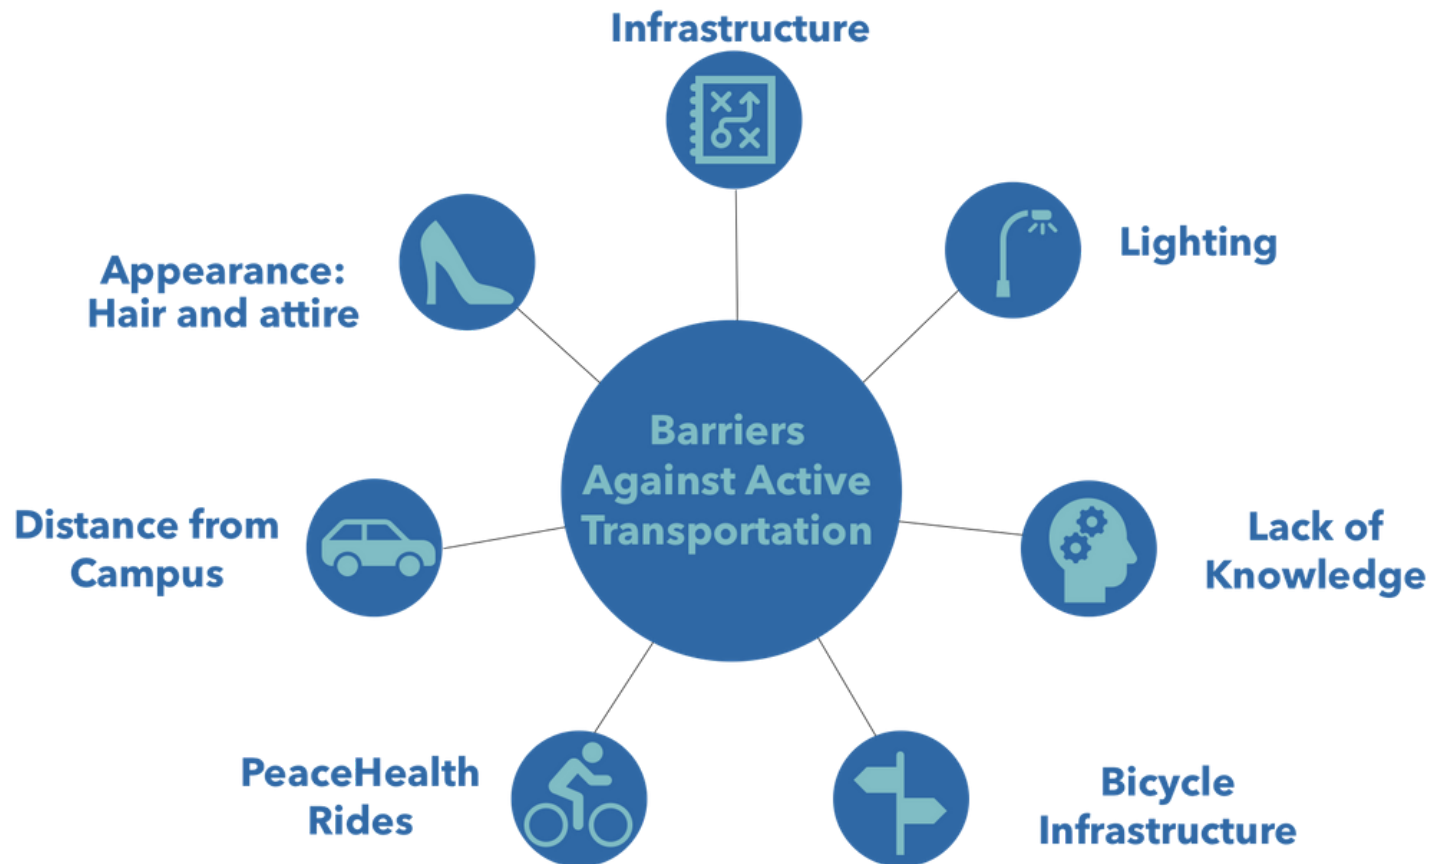 Infrastructure
Lighting
Appearance:
Hair and attire
Barriers
Against Active
Transportation
Distance from
Campus
Lack of
Knowledge
PeaceHealth
Rides
Bicycle
Infrastructure